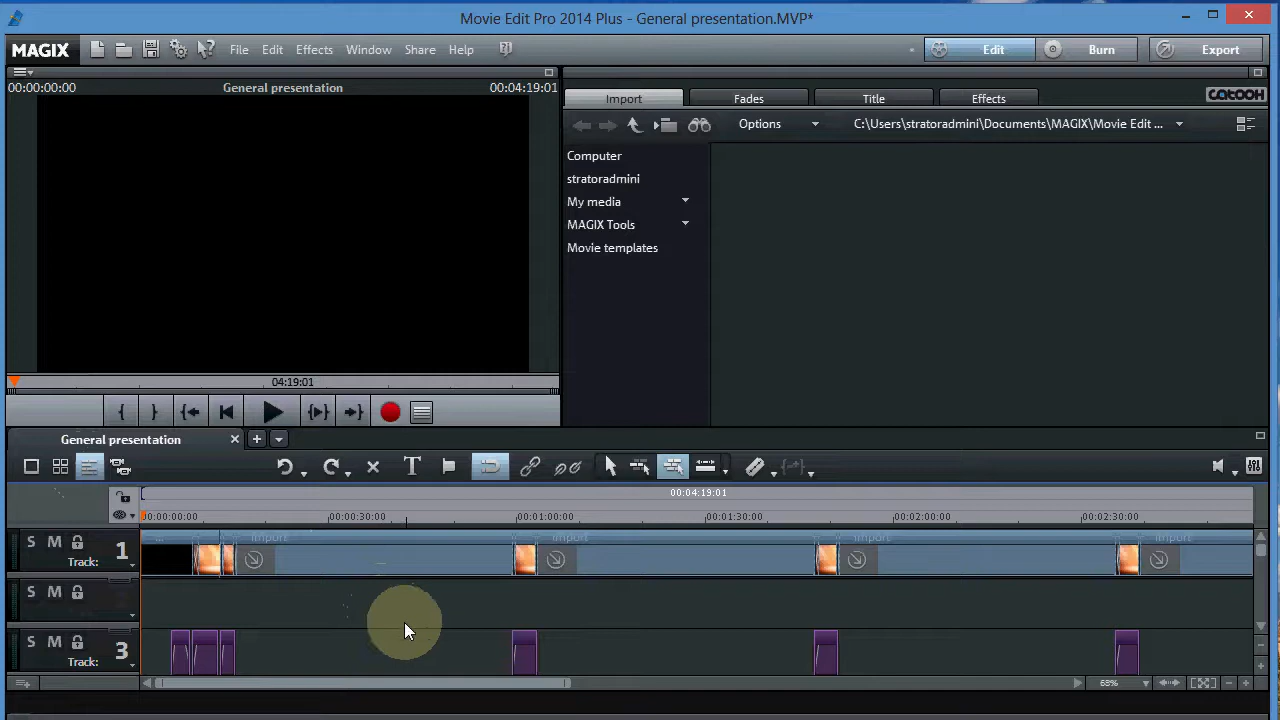 Movie Edit Pro 2014 Plus - General presentation.MVP*
MAGIX File Edit Effects Window Share Help Edit Burn Export
00:00:00:00 General presentation 00:04:19:01
Import Fades Title Effects catooh
Options C:\Users\stratoradmini\Documents\MAGIX\Movie Edit ...
Computer
stratoradmini
My media
MAGIX Tools
Movie templates
04:19:01
General presentation
00:04:19:01
00:00:00:00 00:00:30:00 00:01:00:00 00:01:30:00 00:02:00:00 00:02:30:00
S M 1
Track:
... Import Import Import Import
S M
S M 3
Track:
68%